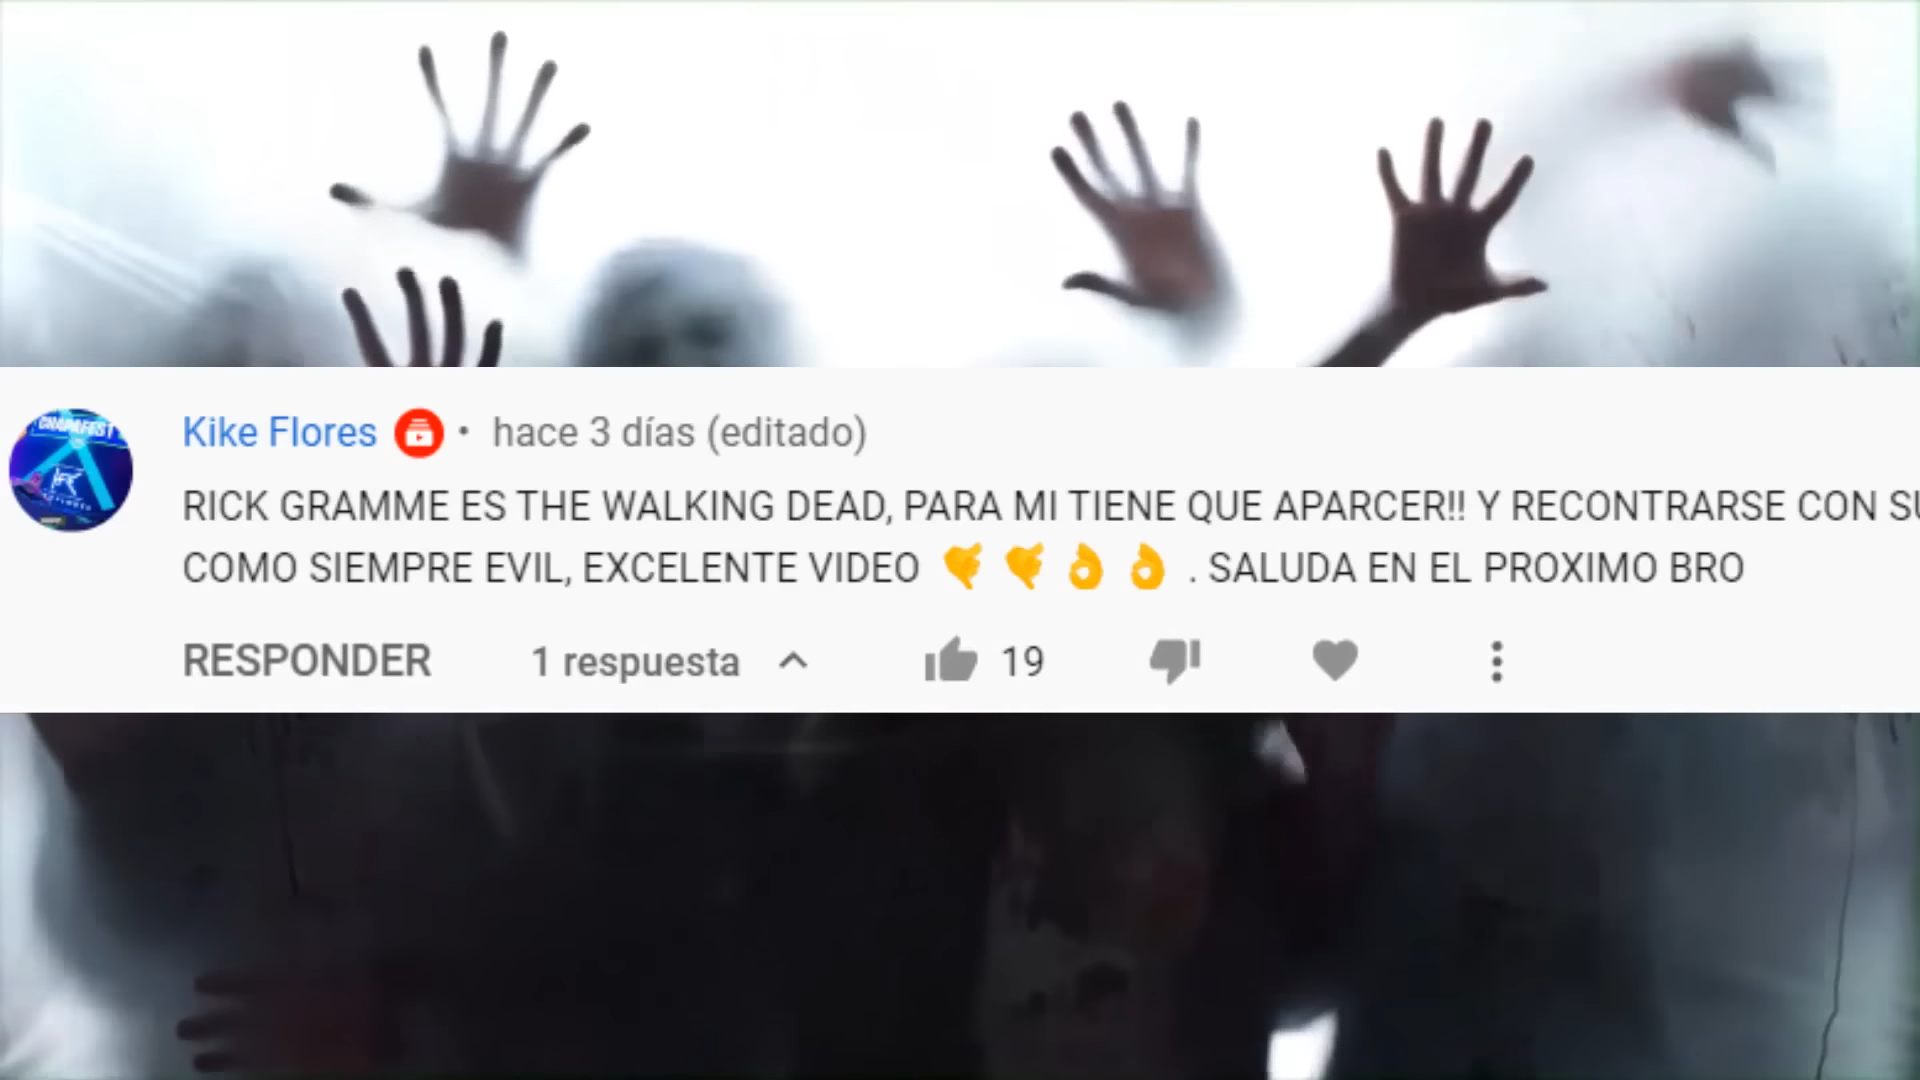 CHAPAFEST
Kike Flores • hace 3 días (editado)
RICK GRAMME ES THE WALKING DEAD, PARA MI TIENE QUE APARCER!! Y RECONTRARSE CON
COMO SIEMPRE EVIL, EXCELENTE VIDEO 🤙 🤙 👌 👌 . SALUDA EN EL PROXIMO BRO
RESPONDER 1 respuesta 19